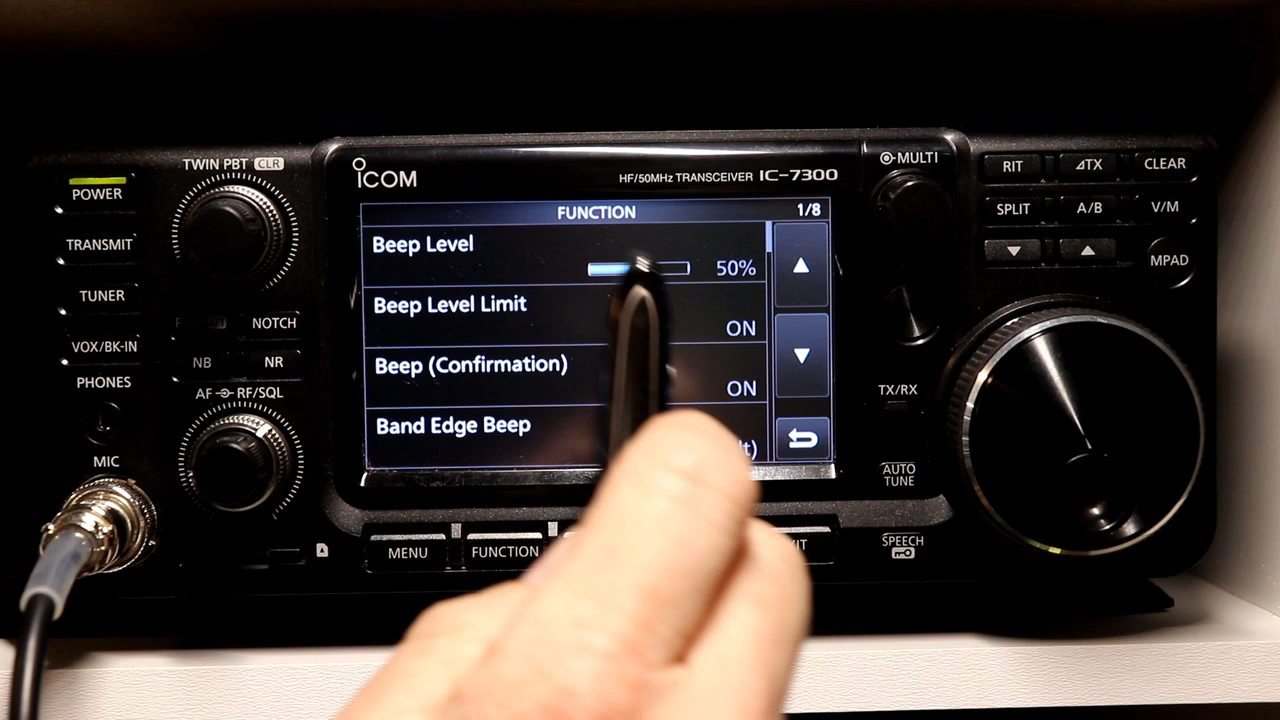 TWIN PBT CLR
POWER
TRANSMIT
TUNER
VOX/BK-IN
PHONES
MIC
NOTCH
NB
NR
AF RF/SQL
ICOM
HF/50MHz TRANSCEIVER IC-7300
FUNCTION 1/8
Beep Level
50%
Beep Level Limit
ON
Beep (Confirmation)
ON
Band Edge Beep
MENU
FUNCTION
MULTI
TX/RX
AUTO
TUNE
SPEECH
RIT
ΔTX
CLEAR
SPLIT
A/B
V/M
MPAD